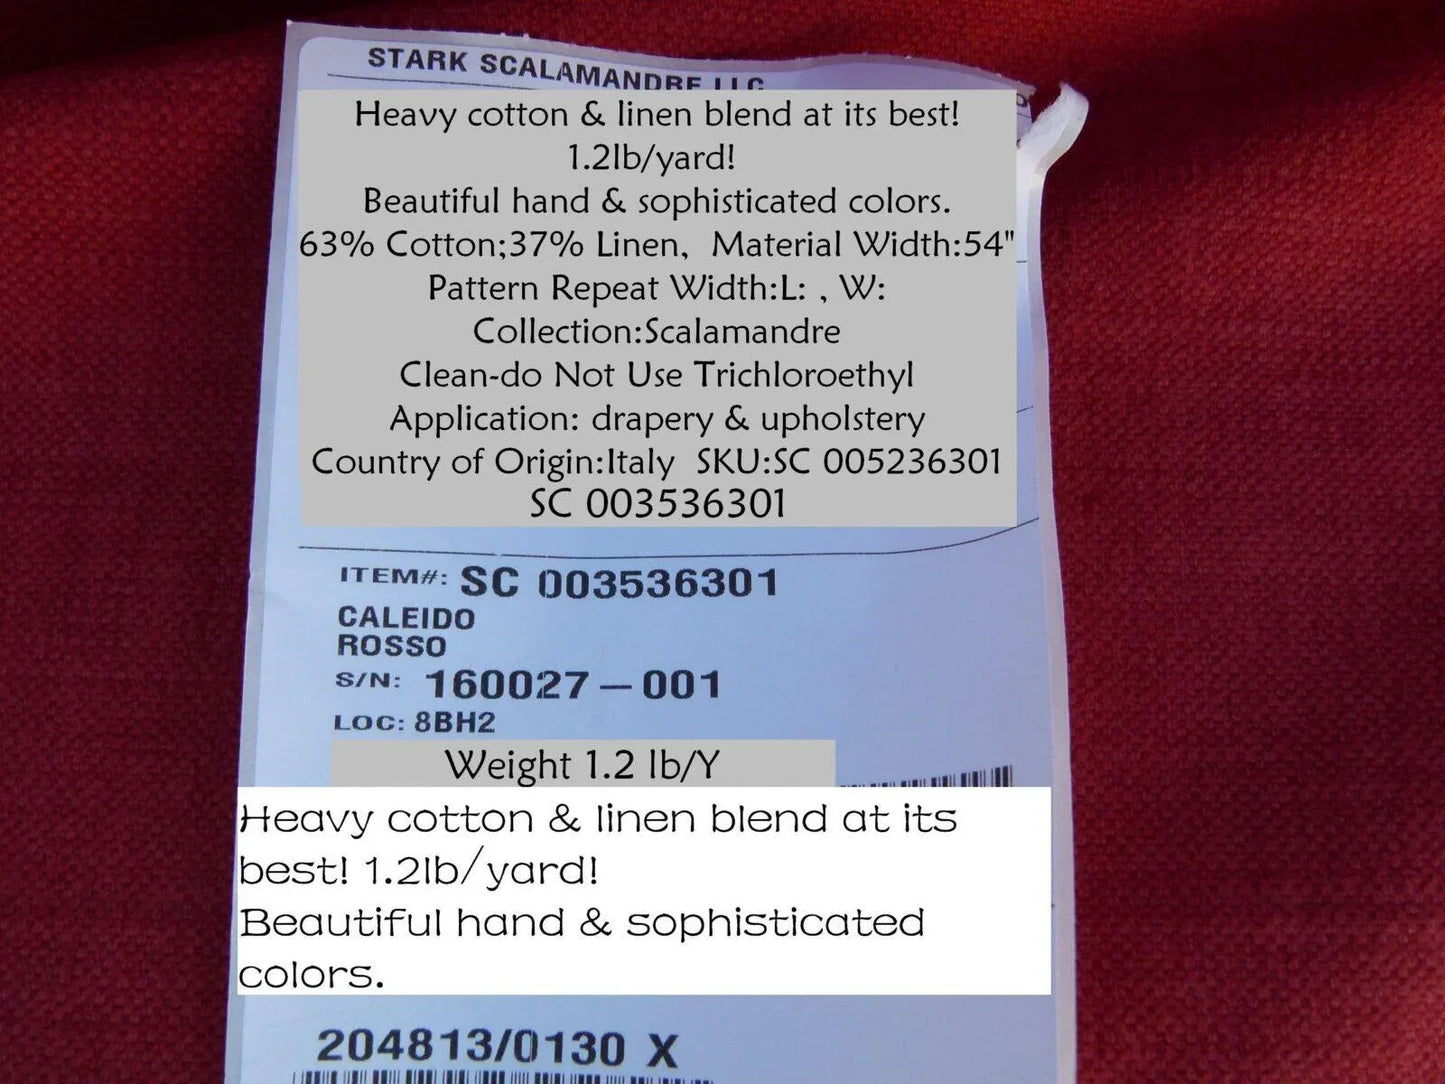 STARK SCALAMANDRE LLC
Heavy cotton & linen blend at its best!
1.2lb/yard!
Beautiful hand & sophisticated colors.
63% Cotton;37% Linen,  Material Width:54"
Pattern Repeat Width:L: , W:
Collection:Scalamandre
Clean-do Not Use Trichloroethyl
Application: drapery & upholstery
Country of Origin:Italy  SKU:SC 005236301
SC 003536301
ITEM#: SC 003536301
CALEIDO
ROSSO
S/N: 160027-001
LOC: 8BH2
Weight 1.2 lb/Y
Heavy cotton & linen blend at its
best! 1.2lb/yard!
Beautiful hand & sophisticated
colors.
204813/0130 X